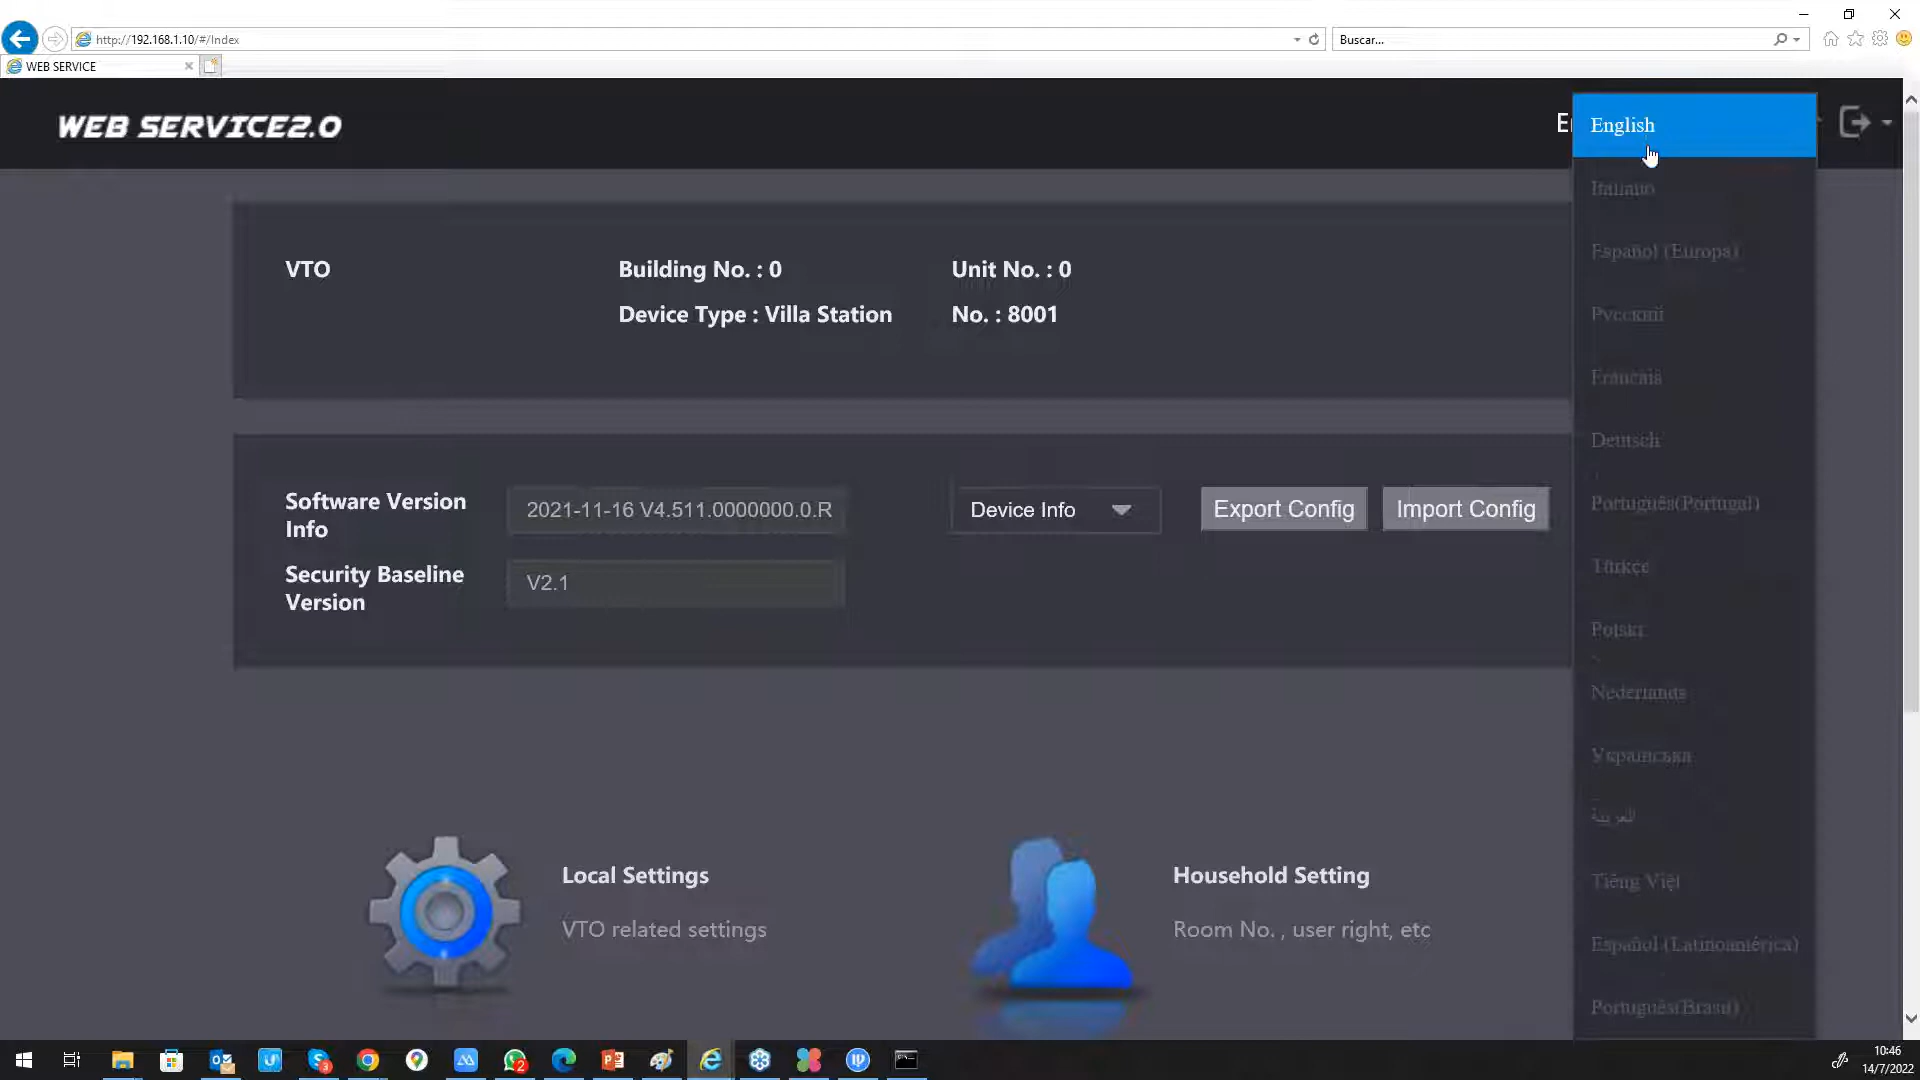 http://192.168.1.10/#/Index
Buscar...
WEB SERVICE
WEB SERVICE2.0
En
English
Italiano
Español (Europa)
Русский
Francais
Deutsch
Português(Portugal)
Türkçe
Polski
Nederlands
Українська
العربية
Tiếng Việt
Español (Latinoamérica)
Português(Brasil)
VTO
Building No. : 0
Unit No. : 0
Device Type : Villa Station
No. : 8001
Software Version
Info
2021-11-16 V4.511.0000000.0.R
Device Info
Export Config
Import Config
Security Baseline
Version
V2.1
Local Settings
VTO related settings
Household Setting
Room No. , user right, etc
10:46
14/7/2022